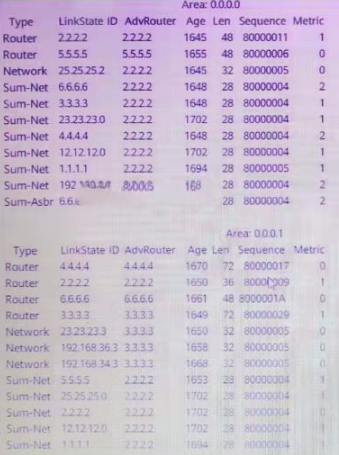 Area: 0.0.0.0
Type LinkState ID AdvRouter Age Len Sequence Metric
Router 2.2.2.2 2.2.2.2 1645 48 80000011 1
Router 5.5.5.5 5.5.5.5 1655 48 80000006 0
Network 25.25.25.2 2.2.2.2 1645 32 80000005 0
Sum-Net 6.6.6.6 2.2.2.2 1648 28 80000004 2
Sum-Net 3.3.3.3 2.2.2.2 1648 28 80000004 1
Sum-Net 23.23.23.0 2.2.2.2 1702 28 80000004 1
Sum-Net 4.4.4.4 2.2.2.2 1648 28 80000004 2
Sum-Net 12.12.12.0 2.2.2.2 1702 28 80000004 1
Sum-Net 1.1.1.1 2.2.2.2 1694 28 80000005 1
Sum-Net 28 80000004 2
Sum-Asbr 28 80000004 2
Area: 0.0.0.1
Type LinkState ID AdvRouter Age Len Sequence Metric
Router 4.4.4.4 4.4.4.4 1670 72 80000017 0
Router 2.2.2.2 2.2.2.2 1650 36 80000009 1
Router 6.6.6.6 6.6.6.6 1661 48 8000001A 0
Router 3.3.3.3 3.3.3.3 1649 72 80000029 1
Network 23.23.23.3 3.3.3.3 1650 32 80000005 0
Network 192.168.36.3 3.3.3.3 1658 32 80000005 0
Network 192.168.34.3 3.3.3.3 1668 32 80000005 0
Sum-Net 5.5.5.5 2.2.2.2 1653 28 80000004 1
Sum-Net 25.25.25.0 2.2.2.2 1702 28 80000004 1
Sum-Net 2.2.2.2 2.2.2.2 1702 28 80000004 0
Sum-Net 12.12.12.0 2.2.2.2 1702 28 80000004 1
Sum-Net 1.1.1.1 2.2.2.2 1694 28 80000004 1